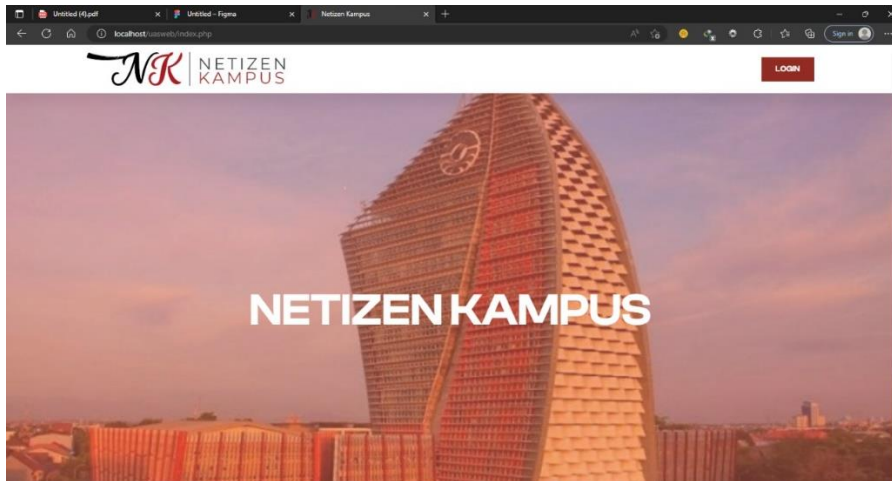 Untitled (4).pdf
Untitled – Figma
Netizen Kampus
localhost/uasweb/index.php
Sign in
NK
NETIZEN
KAMPUS
LOGIN
NETIZEN KAMPUS